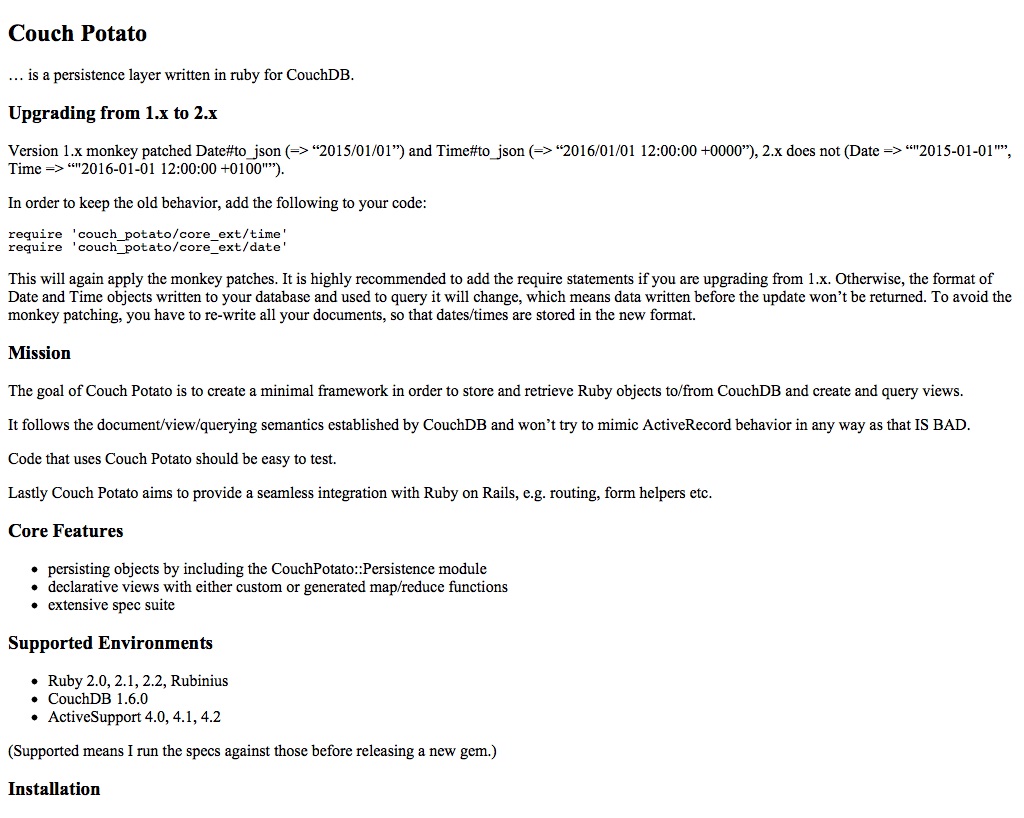 Couch Potato
… is a persistence layer written in ruby for CouchDB.
Upgrading from 1.x to 2.x
Version 1.x monkey patched Date#to_json (=> “2015/01/01”) and Time#to_json (=> “2016/01/01 12:00:00 +0000”), 2.x does not (Date => “"2015-01-01"”,
Time => “"2016-01-01 12:00:00 +0100"”).
In order to keep the old behavior, add the following to your code:
require 'couch_potato/core_ext/time'
require 'couch_potato/core_ext/date'
This will again apply the monkey patches. It is highly recommended to add the require statements if you are upgrading from 1.x. Otherwise, the format of
Date and Time objects written to your database and used to query it will change, which means data written before the update won’t be returned. To avoid the
monkey patching, you have to re-write all your documents, so that dates/times are stored in the new format.
Mission
The goal of Couch Potato is to create a minimal framework in order to store and retrieve Ruby objects to/from CouchDB and create and query views.
It follows the document/view/querying semantics established by CouchDB and won’t try to mimic ActiveRecord behavior in any way as that IS BAD.
Code that uses Couch Potato should be easy to test.
Lastly Couch Potato aims to provide a seamless integration with Ruby on Rails, e.g. routing, form helpers etc.
Core Features
• persisting objects by including the CouchPotato::Persistence module
• declarative views with either custom or generated map/reduce functions
• extensive spec suite
Supported Environments
• Ruby 2.0, 2.1, 2.2, Rubinius
• CouchDB 1.6.0
• ActiveSupport 4.0, 4.1, 4.2
(Supported means I run the specs against those before releasing a new gem.)
Installation